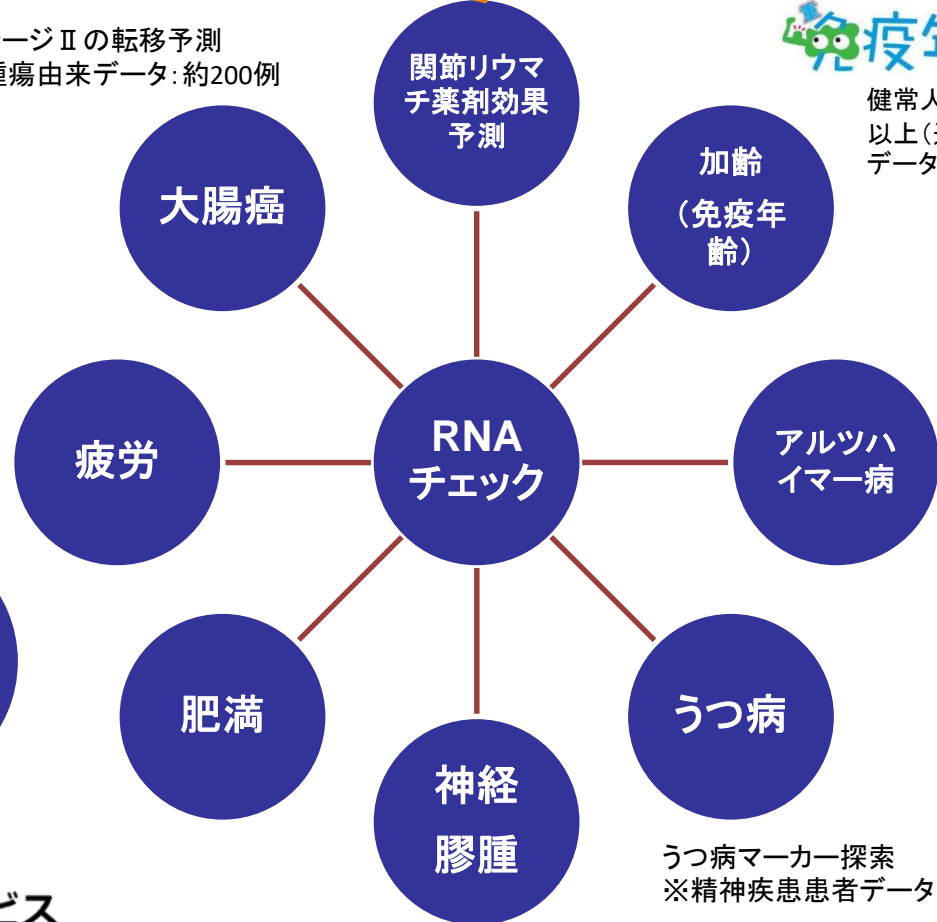 ージⅡの転移予測
腫瘍由来データ：約200例
関節リウマ
チ薬剤効果
予測
免疫年
健常人
以上（
データ
大腸癌
加齢
（免疫年
齢）
疲労
RNA
チェック
アルツハ
イマー病
肥満
うつ病
神経
膠腫
うつ病マーカー探索
※精神疾患患者データ
ビス